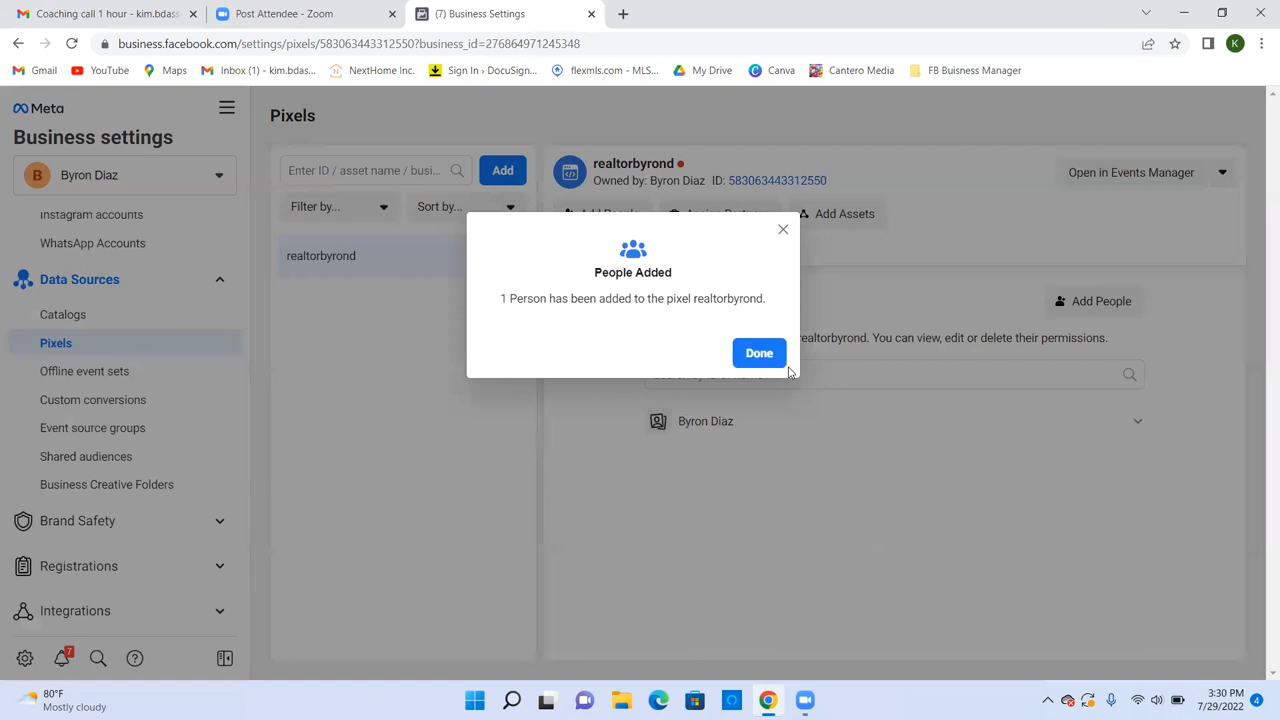 Coaching call 1 hour - kim.bdass
Post Attendee - Zoom
(7) Business Settings
business.facebook.com/settings/pixels/583063443312550?business_id=276864971245348
K
Gmail
YouTube
Maps
Inbox (1) - kim.bdas...
NextHome Inc.
Sign In › DocuSign...
flexmls.com - MLS...
My Drive
Canva
Cantero Media
FB Buisness Manager
Meta
Business settings
B
Byron Diaz
Instagram accounts
WhatsApp Accounts
Data Sources
Catalogs
Pixels
Offline event sets
Custom conversions
Event source groups
Shared audiences
Business Creative Folders
Brand Safety
Registrations
Integrations
7
Pixels
Enter ID / asset name / busi...
Add
Filter by...
Sort by...
realtorbyrond
realtorbyrond
Owned by: Byron Diaz ID: 583063443312550
Open in Events Manager
Add Assets
Add People
realtorbyrond. You can view, edit or delete their permissions.
Byron Diaz
People Added
1 Person has been added to the pixel realtorbyrond.
Done
80°F
Mostly cloudy
3:30 PM
7/29/2022
4